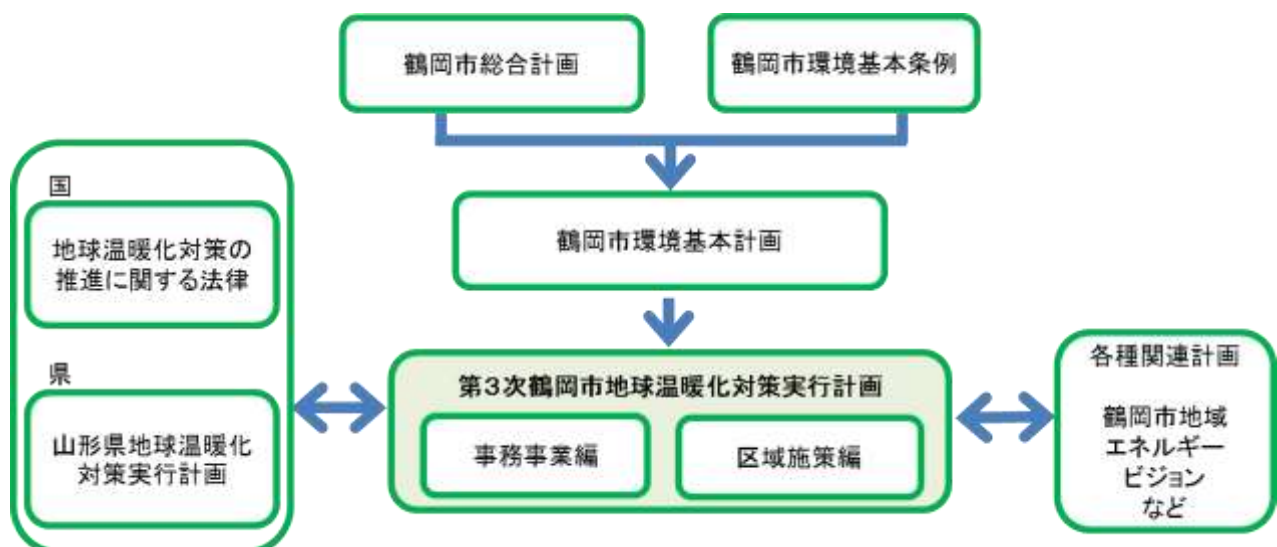 鶴岡市総合計画
鶴岡市環境基本条例
鶴岡市環境基本計画
国
地球温暖化対策の
推進に関する法律
県
山形県地球温暖化
対策実行計画
第3次鶴岡市地球温暖化対策実行計画
事務事業編
区域施策編
各種関連計画
鶴岡市地域
エネルギー
ビジョン
など